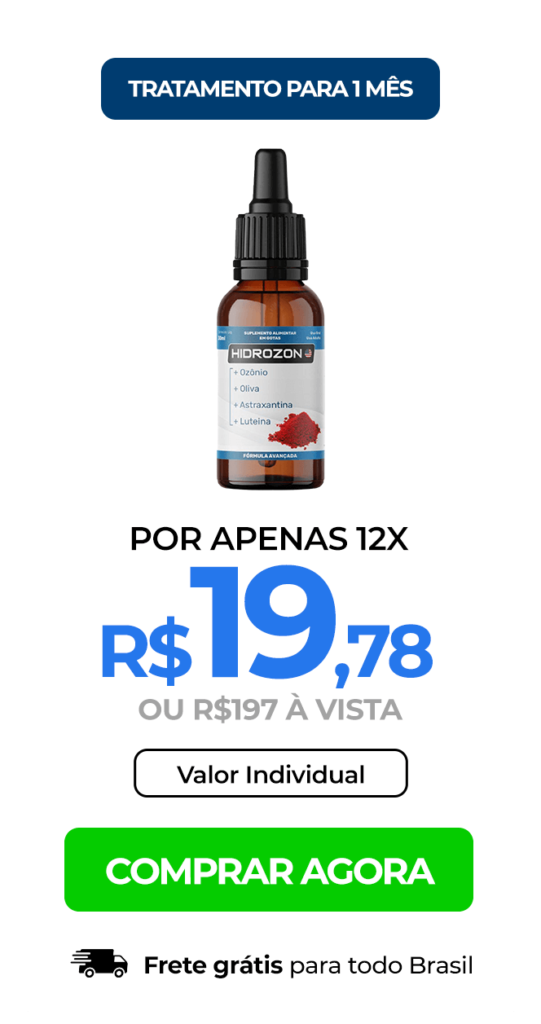 TRATAMENTO PARA 1 MÊS
SUPLEMENTO ALIMENTAR
EM GOTAS
HIDROZON
+ Ozônio
+ Oliva
+ Astraxantina
+ Luteína
FÓRMULA AVANÇADA
POR APENAS 12X
R$19,78
OU R$197 À VISTA
Valor Individual
COMPRAR AGORA
Frete grátis para todo Brasil